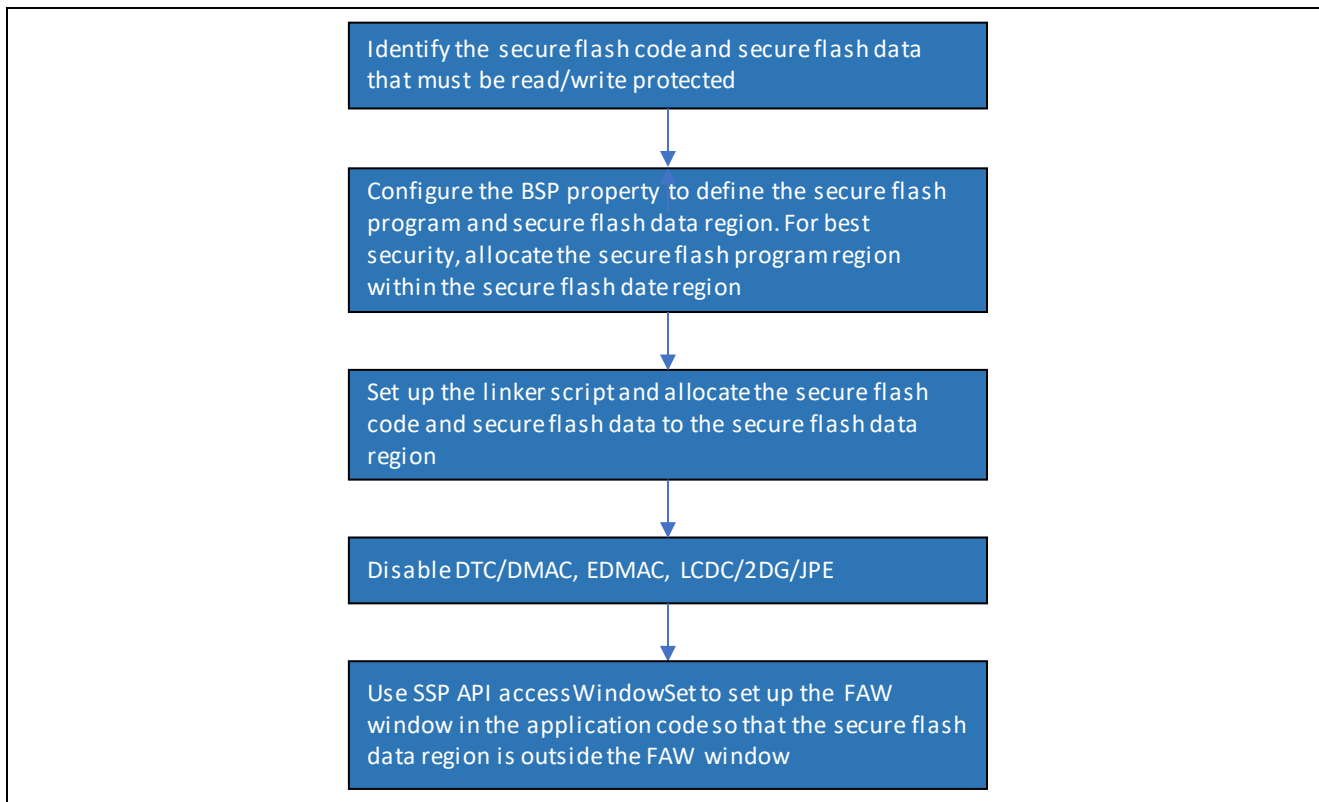 Identify the secure flash code and secure flash data
that must be read/write protected
Configure the BSP property to define the secure flash
program and secure flash data region. For best
security, allocate the secure flash program region
within the secure flash date region
Set up the linker script and allocate the secure flash
code and secure flash data to the secure flash data
region
Disable DTC/DMAC, EDMAC, LCDC/2DG/JPE
Use SSP API accessWindowSet to set up the FAW
window in the application code so that the secure flash
data region is outside the FAW window